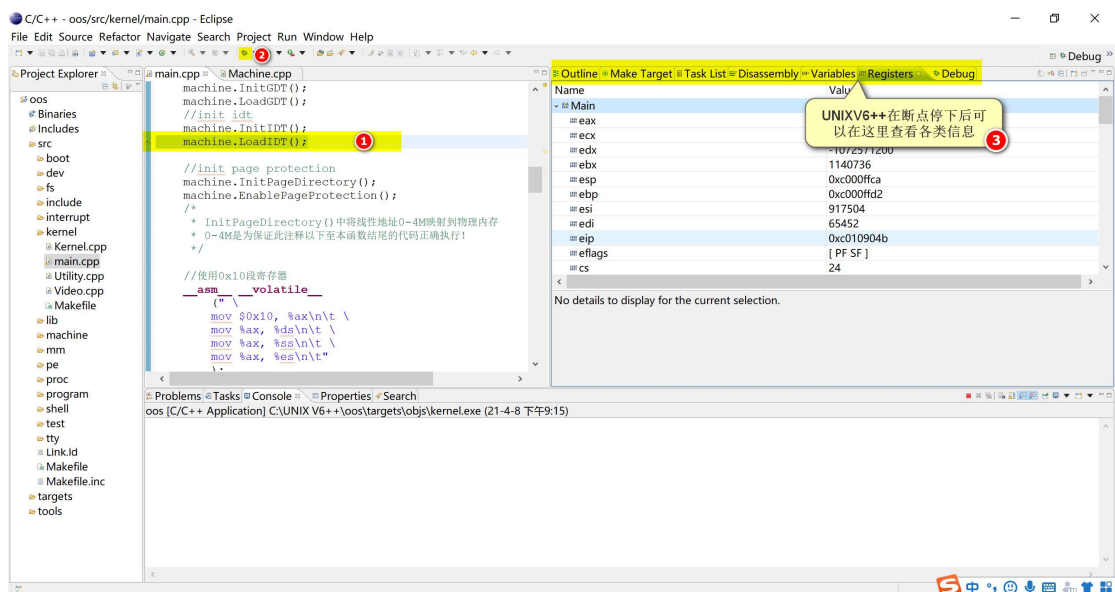 C/C++ - oos/src/kernel/main.cpp - Eclipse
File Edit Source Refactor Navigate Search Project Run Window Help
2
Debug
Project Explorer
oos
Binaries
Includes
src
boot
dev
fs
include
interrupt
kernel
Kernel.cpp
main.cpp
Utility.cpp
Video.cpp
Makefile
lib
machine
mm
pe
proc
program
shell
test
tty
Link.ld
Makefile
Makefile.inc
targets
tools
main.cpp Machine.cpp
machine.InitGDT();
machine.LoadGDT();
//init idt
machine.InitIDT();
machine.LoadIDT();
1
//init page protection
machine.InitPageDirectory();
machine.EnablePageProtection();
/*
* InitPageDirectory()中将线性地址0-4M映射到物理内存
* 0-4M是为保证此注释以下至本函数结尾的代码正确执行!
*/
//使用0x10段寄存器
__asm__ __volatile__
(" \
mov $0x10, %ax\n\t \
mov %ax, %ds\n\t \
mov %ax, %ss\n\t \
mov %ax, %es\n\t"
);
Outline Make Target Task List Disassembly Variables Registers Debug
Name
Main
eax
ecx
edx -1072571200
ebx 1140736
esp 0xc000ffca
ebp 0xc000ffd2
esi 917504
edi 65452
eip 0xc010904b
eflags [ PF SF ]
cs 24
UNIXV6++在断点停下后可
以在这里查看各类信息
3
No details to display for the current selection.
Problems Tasks Console Properties Search
oos [C/C++ Application] C:\UNIX V6++\oos\targets\objs\kernel.exe (21-4-8 下午9:15)
中